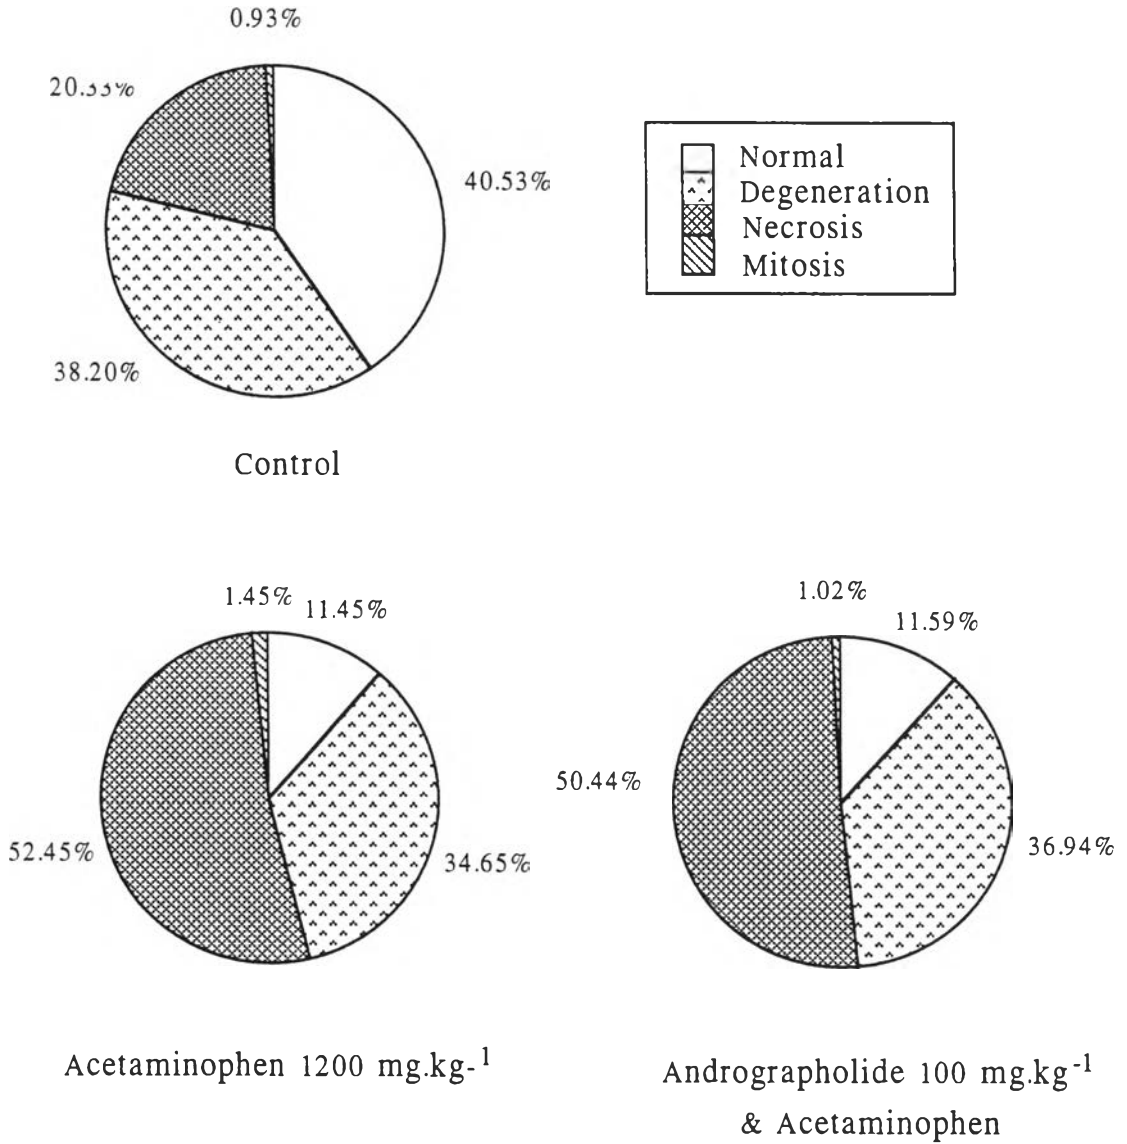 0.93%
40.53%
38.20%
Normal
Degeneration
Necrosis
Mitosis
Control
1.45%
11.45%
52.45%
34.65%
1.02%
11.59%
50.44%
36.94%
Acetaminophen 1200 mg.kg-1
Andrographolide 100 mg.kg-1
& Acetaminophen